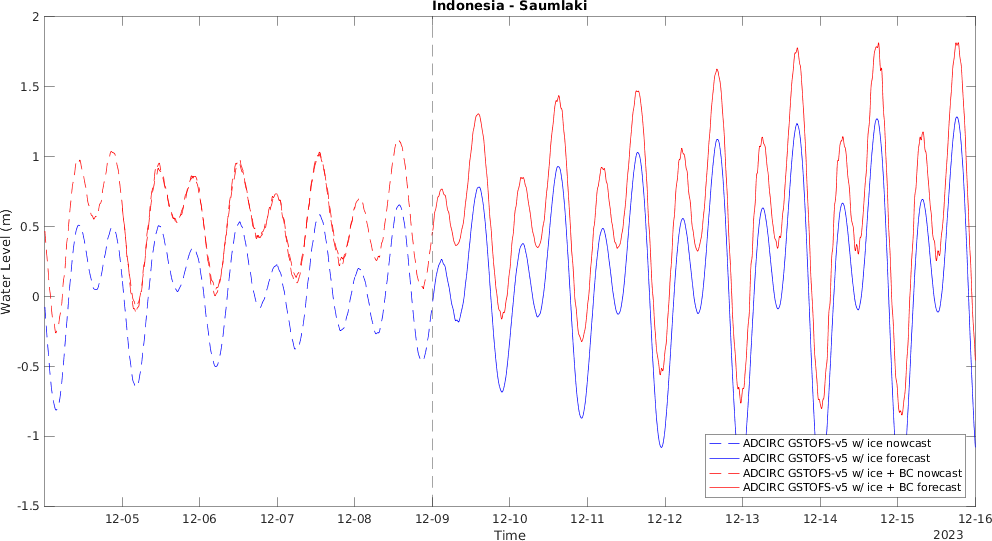 Indonesia - Saumlaki
2
1.5
1
0.5
0
-0.5
-1
-1.5
Water Level (m)
ADCIRC GSTOFS-v5 w/ ice nowcast
ADCIRC GSTOFS-v5 w/ ice forecast
ADCIRC GSTOFS-v5 w/ ice + BC nowcast
ADCIRC GSTOFS-v5 w/ ice + BC forecast
12-05 12-06 12-07 12-08 12-09 12-10 12-11 12-12 12-13 12-14 12-15 12-16
Time
2023